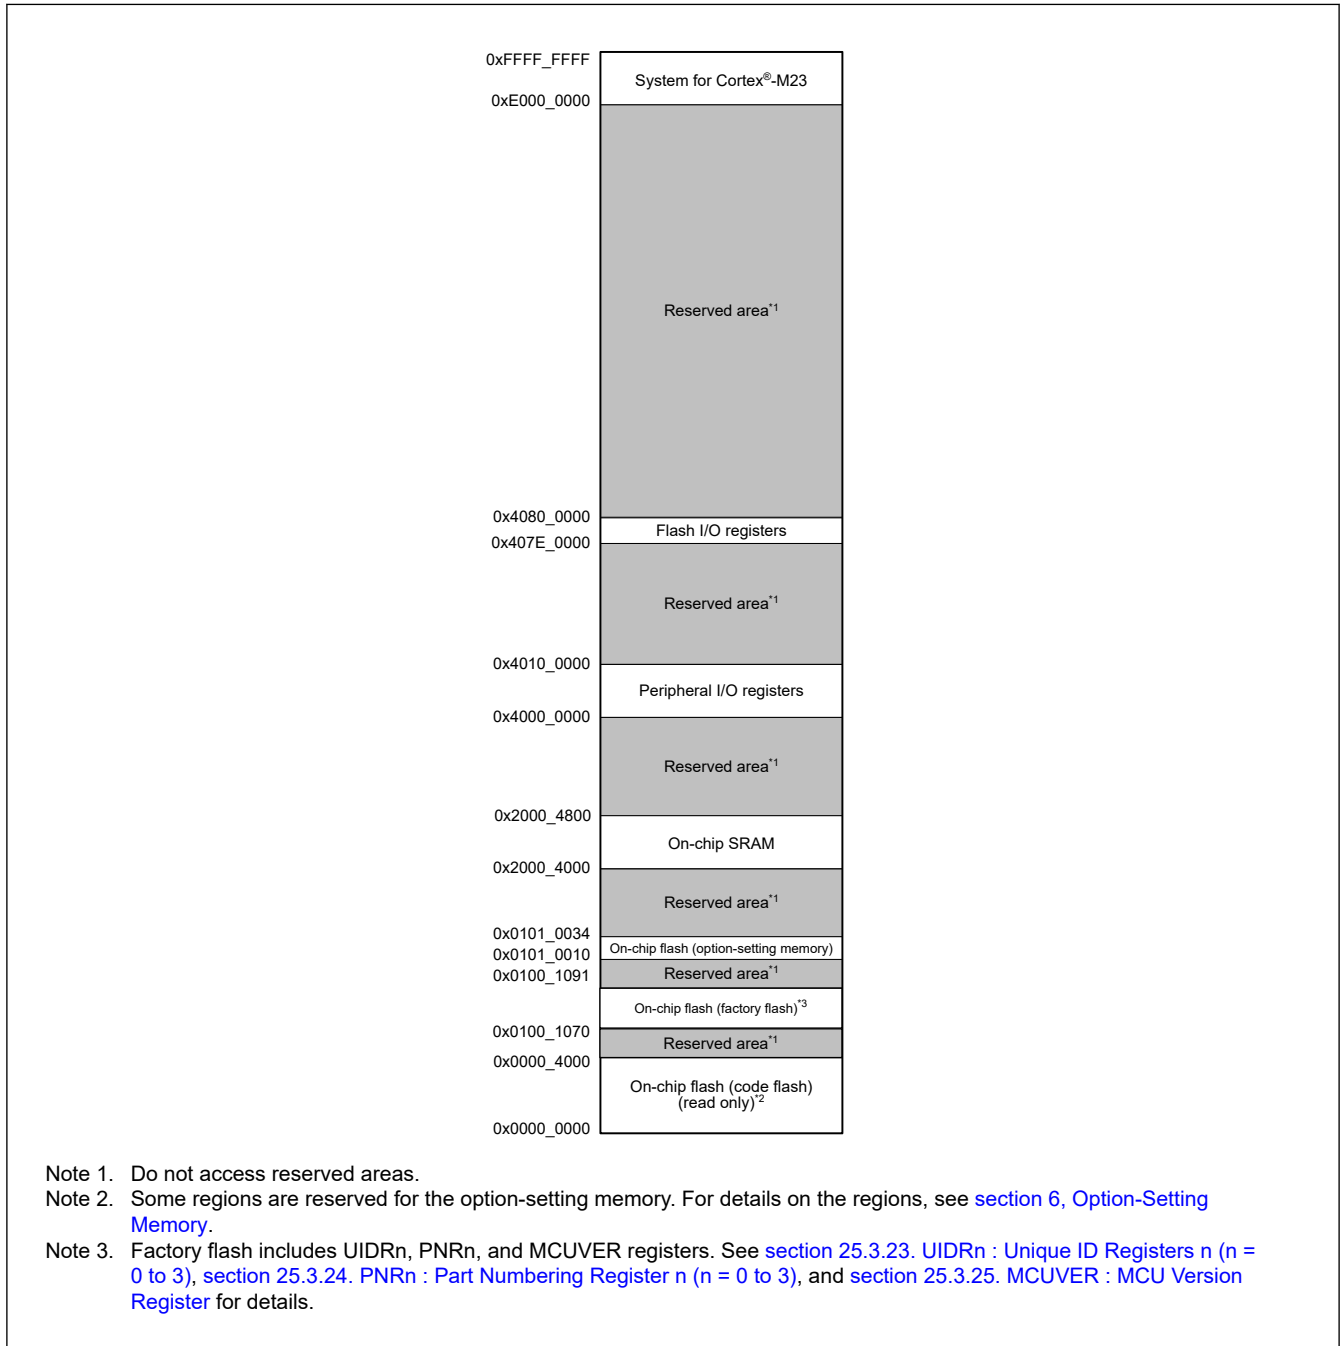 0xFFFF_FFFF
System for Cortex®-M23
0xE000_0000
Reserved area*1
0x4080_0000
Flash I/O registers
0x407E_0000
Reserved area*1
0x4010_0000
Peripheral I/O registers
0x4000_0000
Reserved area*1
0x2000_4800
On-chip SRAM
0x2000_4000
Reserved area*1
0x0101_0034
On-chip flash (option-setting memory)
0x0101_0010
Reserved area*1
0x0100_1091
On-chip flash (factory flash)*3
0x0100_1070
Reserved area*1
0x0000_4000
On-chip flash (code flash)
(read only)*2
0x0000_0000
Note 1. Do not access reserved areas.
Note 2. Some regions are reserved for the option-setting memory. For details on the regions, see section 6, Option-Setting
Memory.
Note 3. Factory flash includes UIDRn, PNRn, and MCUVER registers. See section 25.3.23. UIDRn : Unique ID Registers n (n =
0 to 3), section 25.3.24. PNRn : Part Numbering Register n (n = 0 to 3), and section 25.3.25. MCUVER : MCU Version
Register for details.